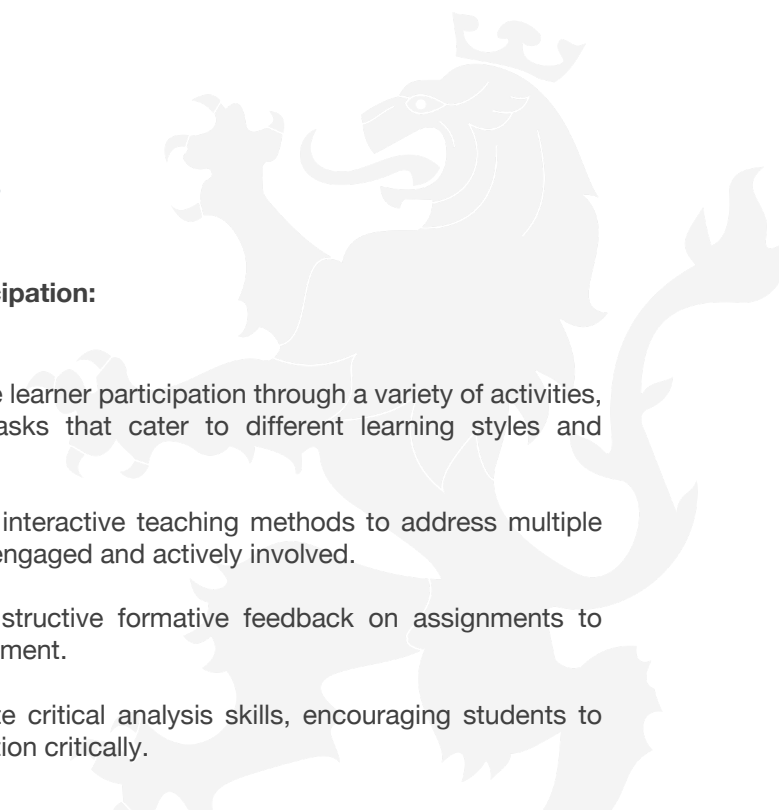 cipation:
e learner participation through a variety of activities,
asks that cater to different learning styles and
interactive teaching methods to address multiple
engaged and actively involved.
structive formative feedback on assignments to
ment.
te critical analysis skills, encouraging students to
tion critically.